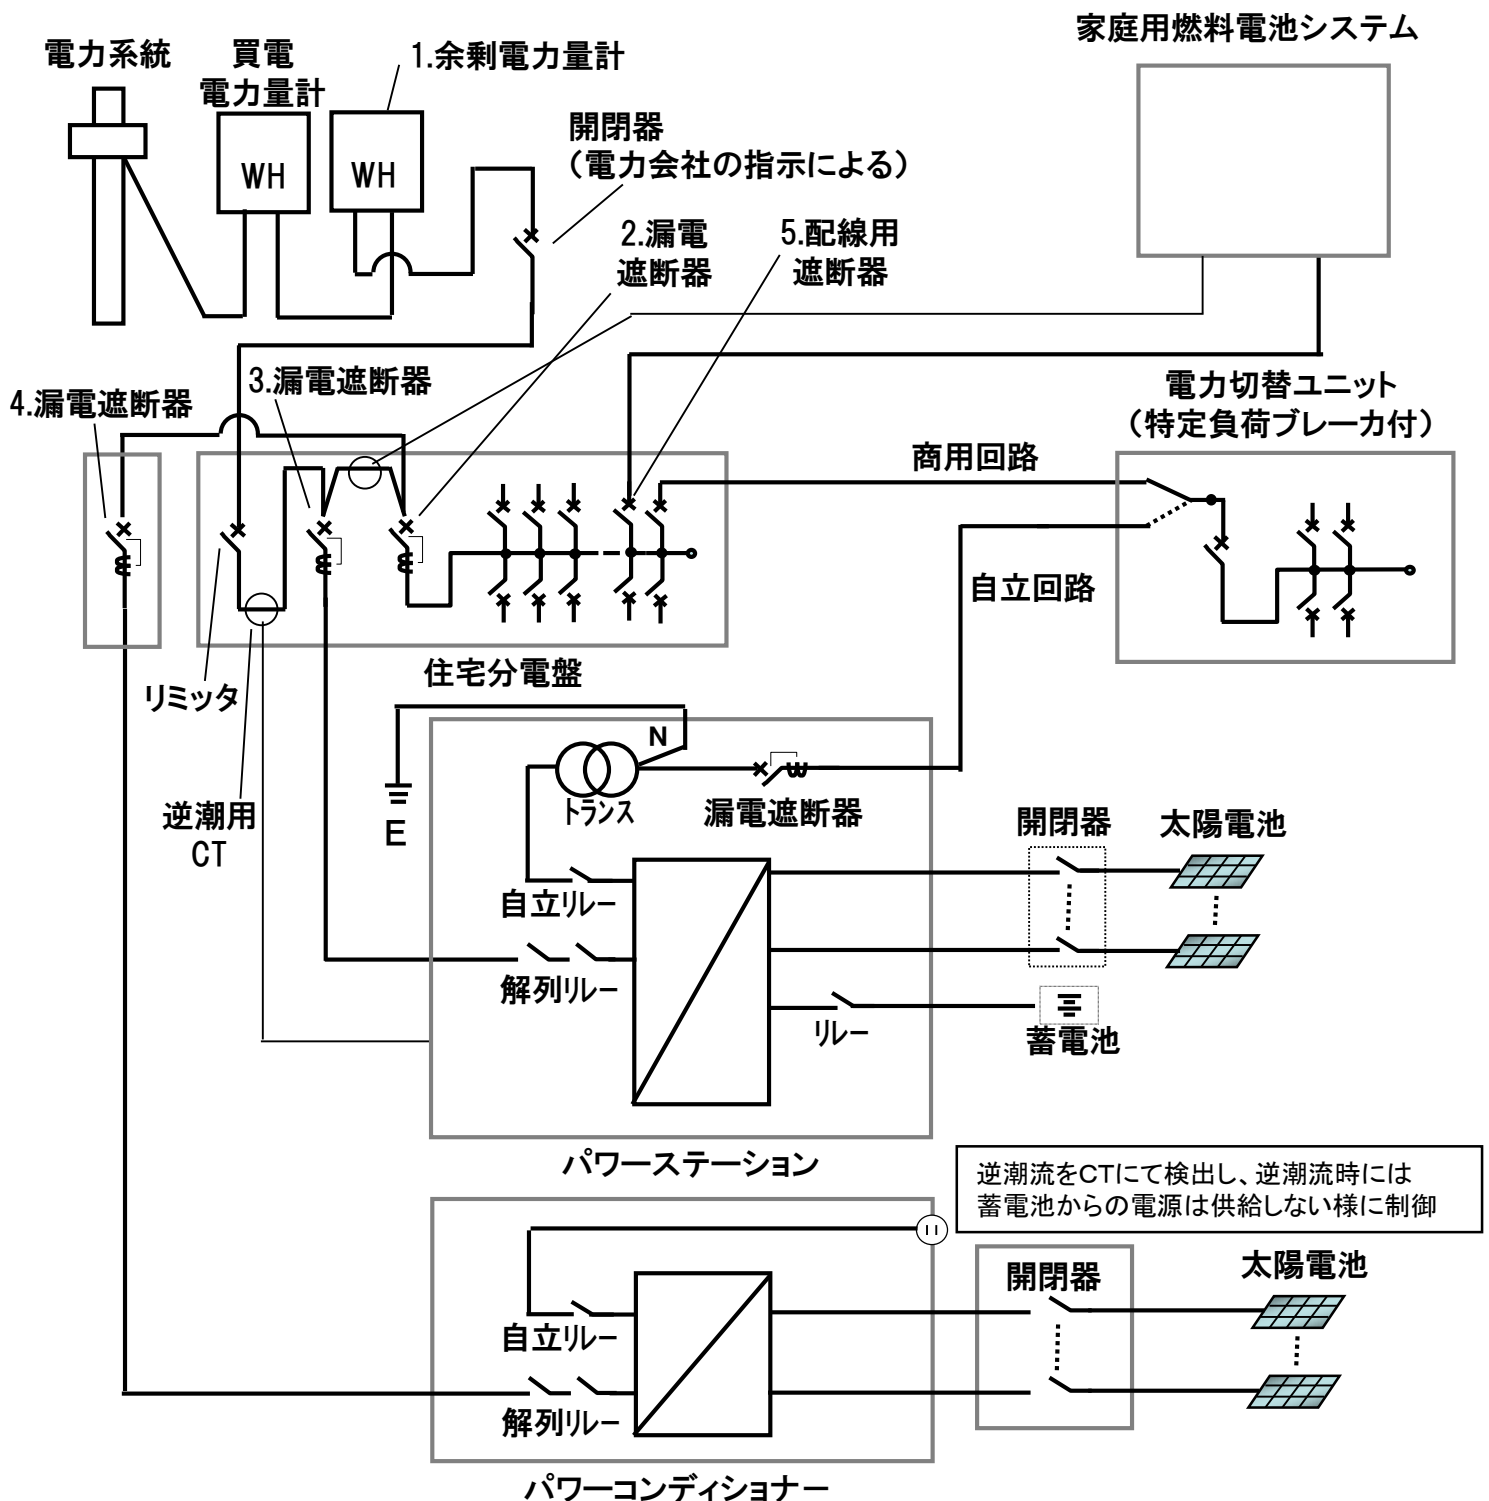 家庭用燃料電池システム
電力系統
買電
電力量計
1.余剰電力量計
WH
WH
開閉器
(電力会社の指示による)
2.漏電
遮断器
5.配線用
遮断器
3.漏電遮断器
4.漏電遮断器
電力切替ユニット
(特定負荷ブレーカ付)
商用回路
自立回路
住宅分電盤
リミッタ
逆潮用
CT
N
E
トランス
漏電遮断器
開閉器
太陽電池
自立リレー
解列リレー
リレー
蓄電池
パワーステーション
逆潮流をCTにて検出し、逆潮流時には
蓄電池からの電源は供給しない様に制御
開閉器
太陽電池
自立リレー
解列リレー
パワーコンディショナー